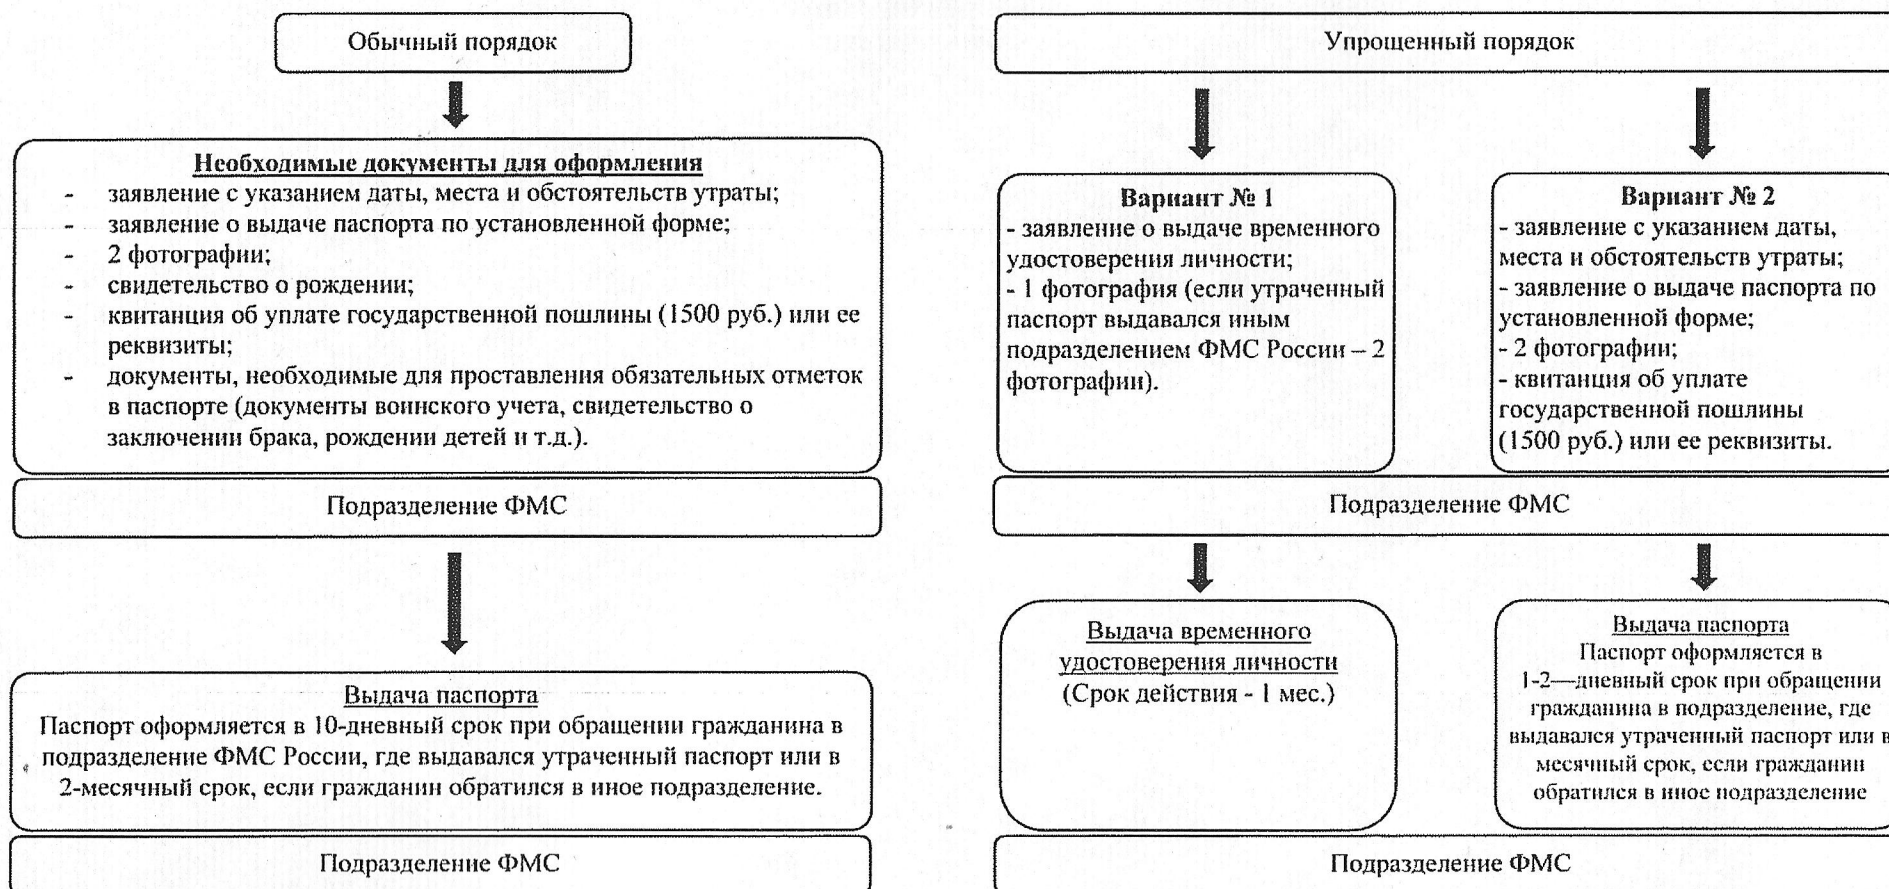 Обычный порядок
Необходимые документы для оформления
- заявление с указанием даты, места и обстоятельств утраты;
- заявление о выдаче паспорта по установленной форме;
- 2 фотографии;
- свидетельство о рождении;
- квитанция об уплате государственной пошлины (1500 руб.) или ее
реквизиты;
- документы, необходимые для проставления обязательных отметок
в паспорте (документы воинского учета, свидетельство о
заключении брака, рождении детей и т.д.).
Подразделение ФМС
Выдача паспорта
Паспорт оформляется в 10-дневный срок при обращении гражданина в
подразделение ФМС России, где выдавался утраченный паспорт или в
2-месячный срок, если гражданин обратился в иное подразделение.
Подразделение ФМС
Упрощенный порядок
Вариант № 1
- заявление о выдаче временного
удостоверения личности;
- 1 фотография (если утраченный
паспорт выдавался иным
подразделением ФМС России – 2
фотографии).
Вариант № 2
- заявление с указанием даты,
места и обстоятельств утраты;
- заявление о выдаче паспорта по
установленной форме;
- 2 фотографии;
- квитанция об уплате
государственной пошлины
(1500 руб.) или ее реквизиты.
Подразделение ФМС
Выдача временного
удостоверения личности
(Срок действия - 1 мес.)
Выдача паспорта
Паспорт оформляется в
1-2—дневный срок при обращении
гражданина в подразделение, где
выдавался утраченный паспорт или в
месячный срок, если гражданин
обратился в иное подразделение
Подразделение ФМС